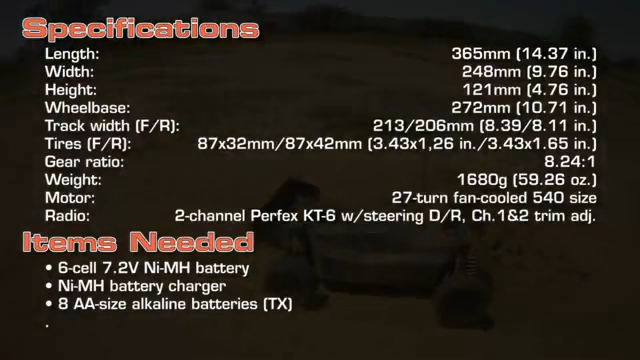 Specifications
Length: 365mm (14.37 in.)
Width: 248mm (9.76 in.)
Height: 121mm (4.76 in.)
Wheelbase: 272mm (10.71 in.)
Track width (F/R): 213/206mm (8.39/8.11 in.)
Tires (F/R): 87x32mm/87x42mm (3.43x1,26 in./3.43x1.65 in.)
Gear ratio: 8.24:1
Weight: 1680g (59.26 oz.)
Motor: 27-turn fan-cooled 540 size
Radio: 2-channel Perfex KT-6 w/steering D/R, Ch.1&2 trim adj.
Items Needed
• 6-cell 7.2V Ni-MH battery
• Ni-MH battery charger
• 8 AA-size alkaline batteries (TX)
.